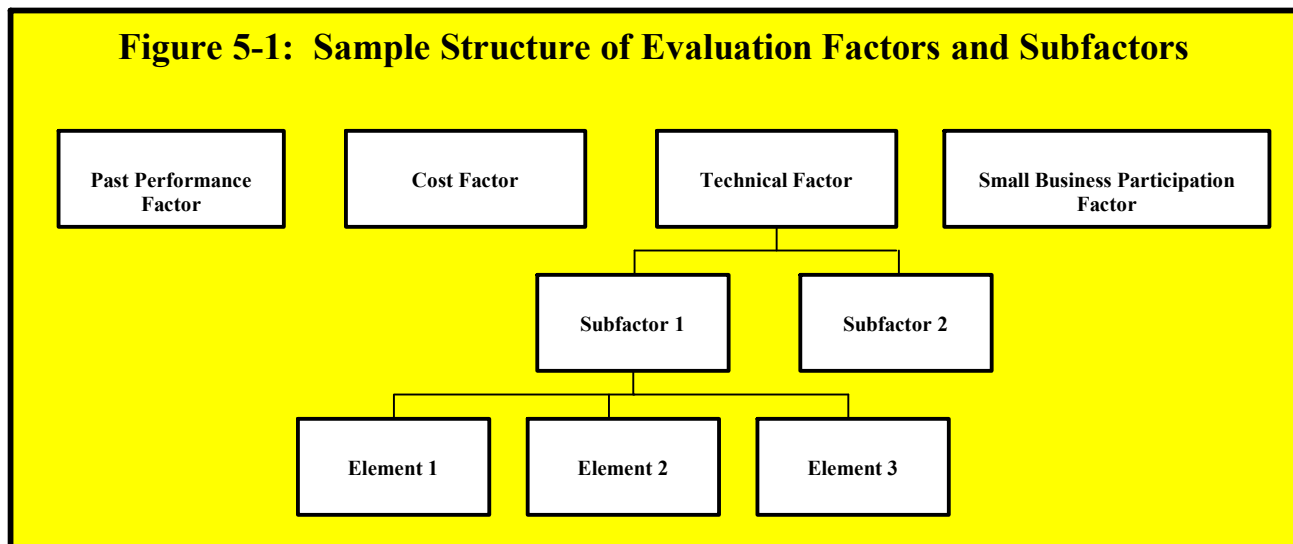 Figure 5-1: Sample Structure of Evaluation Factors and Subfactors
Past Performance
Factor
Cost Factor
Technical Factor
Small Business Participation
Factor
Subfactor 1
Subfactor 2
Element 1
Element 2
Element 3